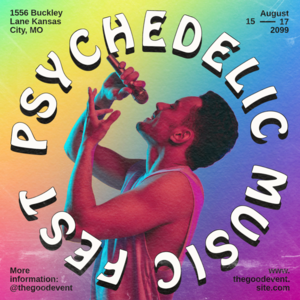 1556 Buckley
Lane Kansas
City, MO
August
15 — 17
2099
PSYCHEDELIC MUSIC FEST
More
information:
@thegoodevent
www.
thegoodevent.
site.com